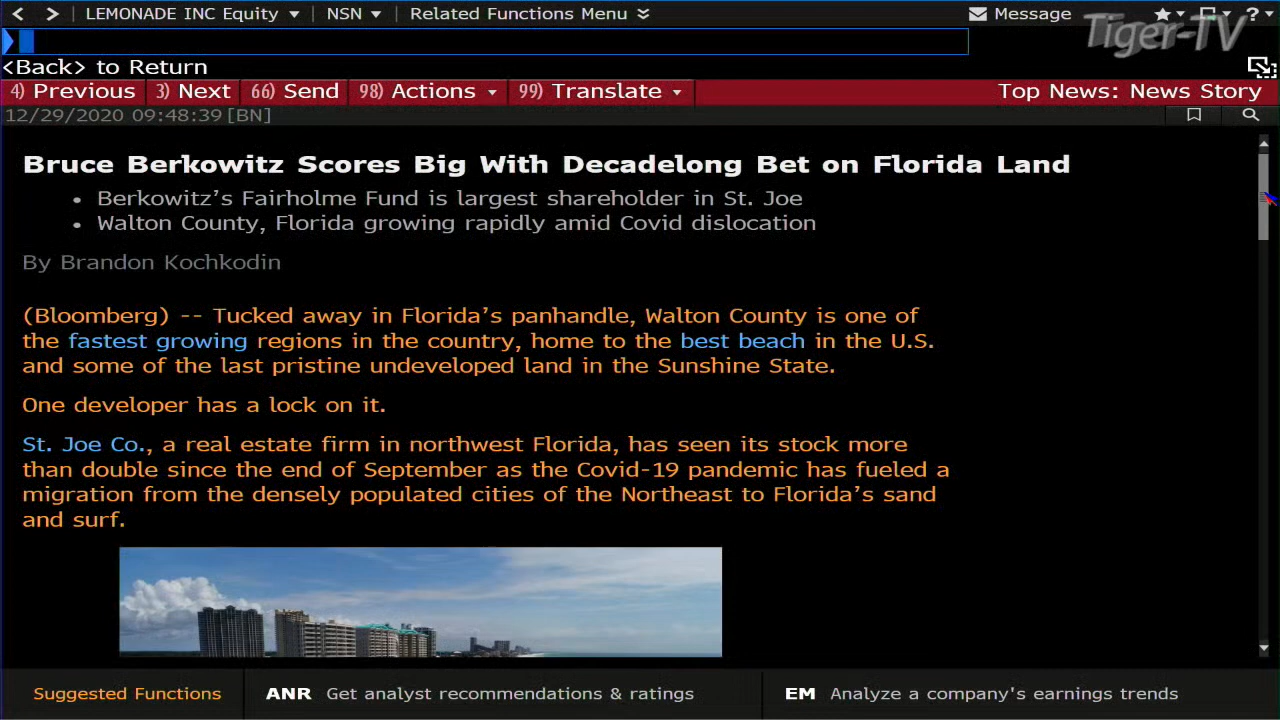 < > LEMONADE INC Equity NSN Related Functions Menu Message ?
Tiger-TV
<Back> to Return
4) Previous 3) Next 66) Send 98) Actions 99) Translate Top News: News Story
12/29/2020 09:48:39 [BN]
Bruce Berkowitz Scores Big With Decadelong Bet on Florida Land
• Berkowitz’s Fairholme Fund is largest shareholder in St. Joe
• Walton County, Florida growing rapidly amid Covid dislocation
By Brandon Kochkodin
(Bloomberg) -- Tucked away in Florida’s panhandle, Walton County is one of
the fastest growing regions in the country, home to the best beach in the U.S.
and some of the last pristine undeveloped land in the Sunshine State.
One developer has a lock on it.
St. Joe Co., a real estate firm in northwest Florida, has seen its stock more
than double since the end of September as the Covid-19 pandemic has fueled a
migration from the densely populated cities of the Northeast to Florida’s sand
and surf.
Suggested Functions ANR Get analyst recommendations & ratings EM Analyze a company's earnings trends